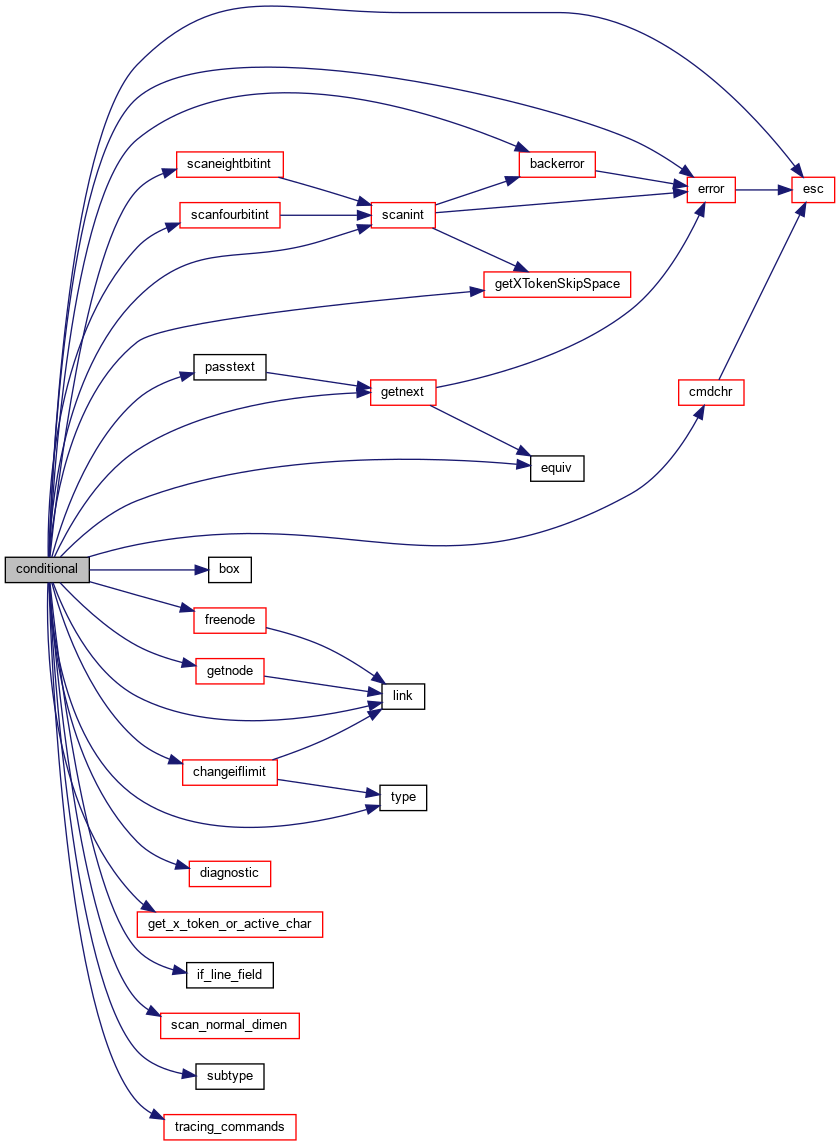 scaneightbitint
backerror
error
esc
scanfourbitint
scanint
getXTokenSkipSpace
passtext
getnext
cmdchr
equiv
conditional
box
freenode
getnode
link
changeiflimit
type
diagnostic
get_x_token_or_active_char
if_line_field
scan_normal_dimen
subtype
tracing_commands